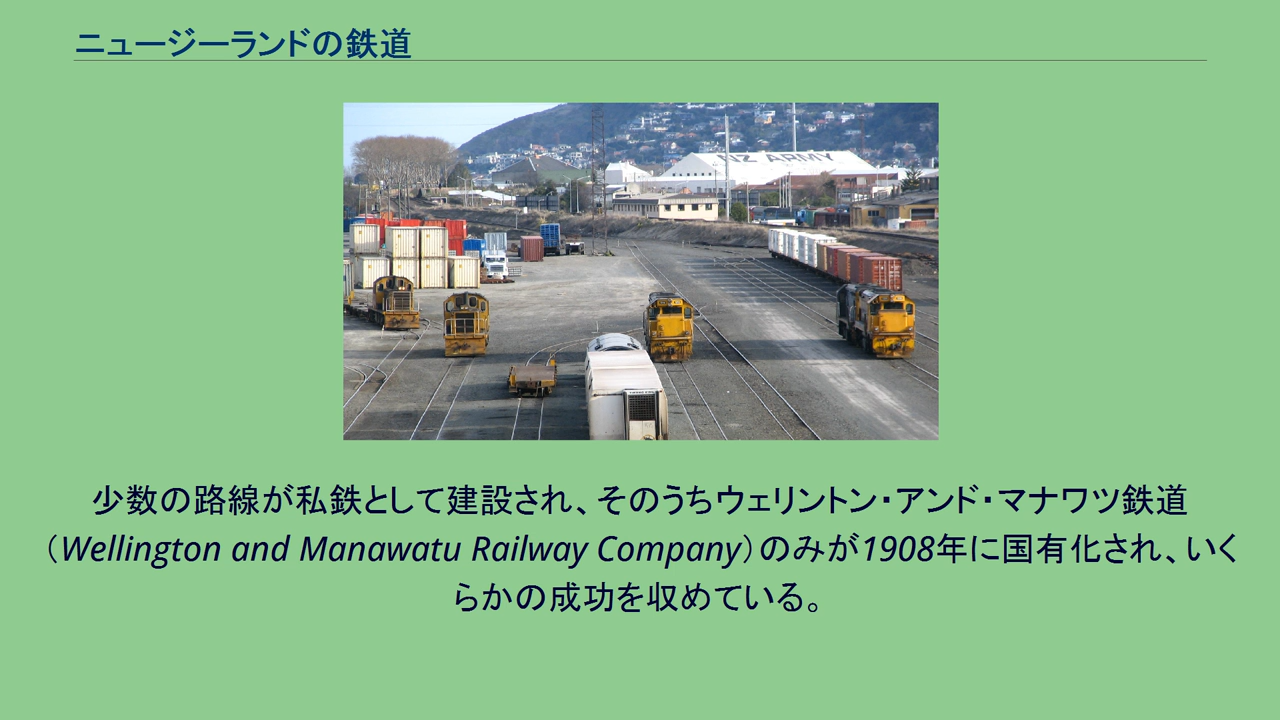 ニュージーランドの鉄道
NZ ARMY
少数の路線が私鉄として建設され、そのうちウェリントン・アンド・マナワツ鉄道
（Wellington and Manawatu Railway Company）のみが1908年に国有化され、いく
らかの成功を収めている。